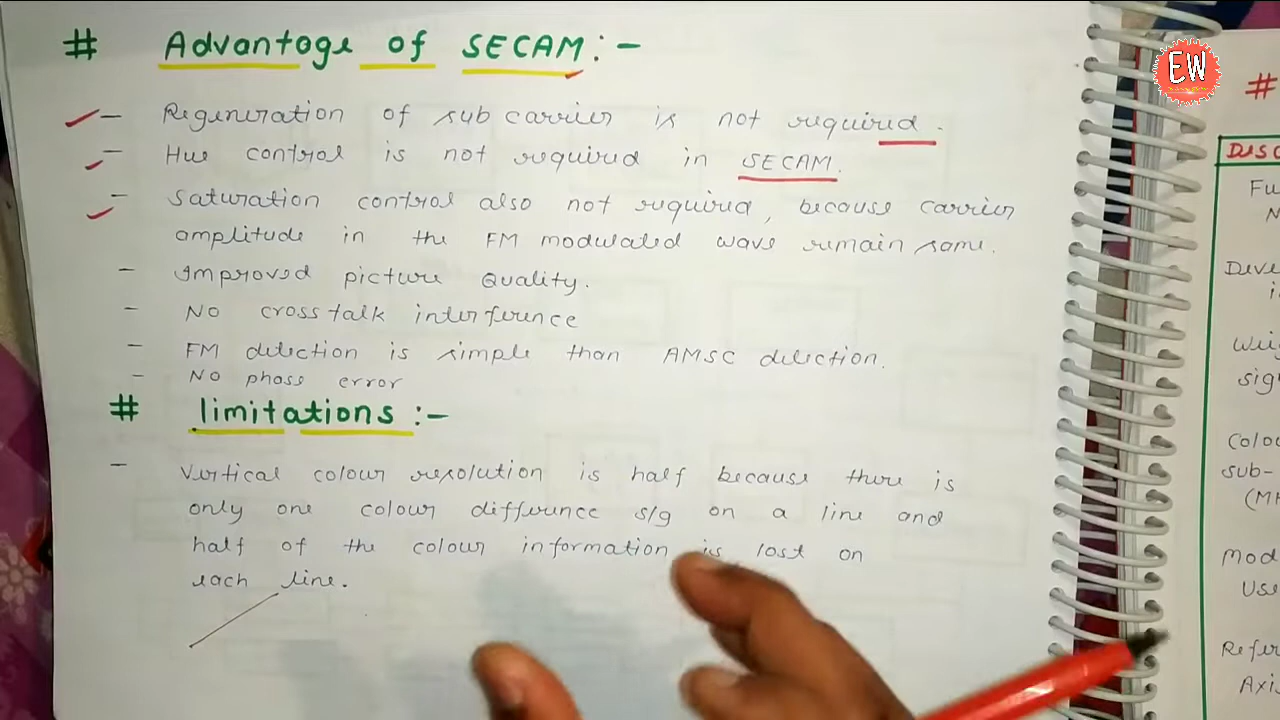 # Advantage of SECAM:-
- Regeneration of sub carrier is not required.
- Hue control is not required in SECAM.
- Saturation control also not required, because carrier
amplitude in the FM modulated wave remain same.
- Improved picture Quality.
- No crosstalk interference
- FM detection is simple than AMSC detection.
- No phase error
# limitations :-
- Vertical colour resolution is half because there is
only one colour difference s/g on a line and
half of the colour information is lost on
each line.
EW
#
DISC
Fu
N
Deve
i
sig
Colou
sub-
(MH
Mod
Use
Refer
Axi